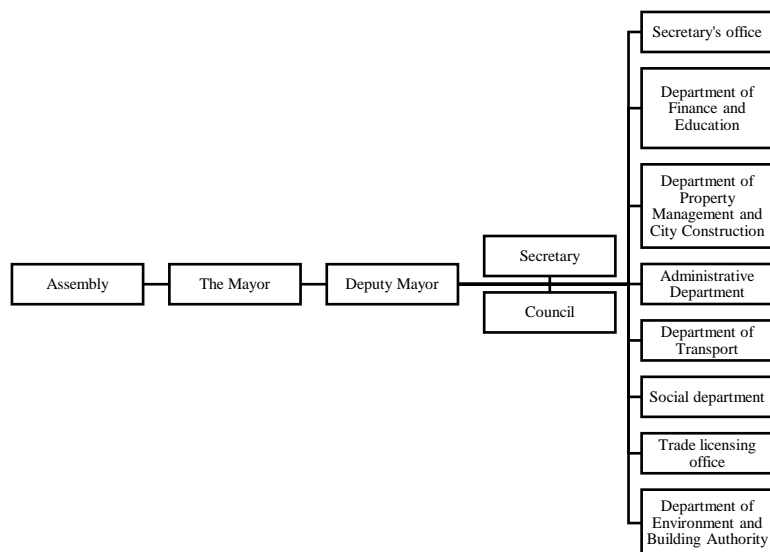 Assembly
The Mayor
Deputy Mayor
Secretary
Council
Secretary's office
Department of
Finance and
Education
Department of
Property
Management and
City Construction
Administrative
Department
Department of
Transport
Social department
Trade licensing
office
Department of
Environment and
Building Authority